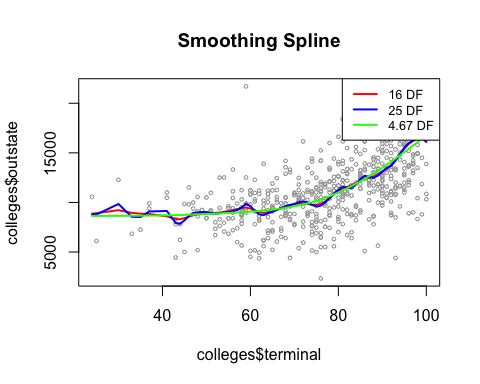 Smoothing Spline
16 DF
25 DF
4.67 DF
colleges$outstate
15000
5000
40
60
80
100
colleges$terminal